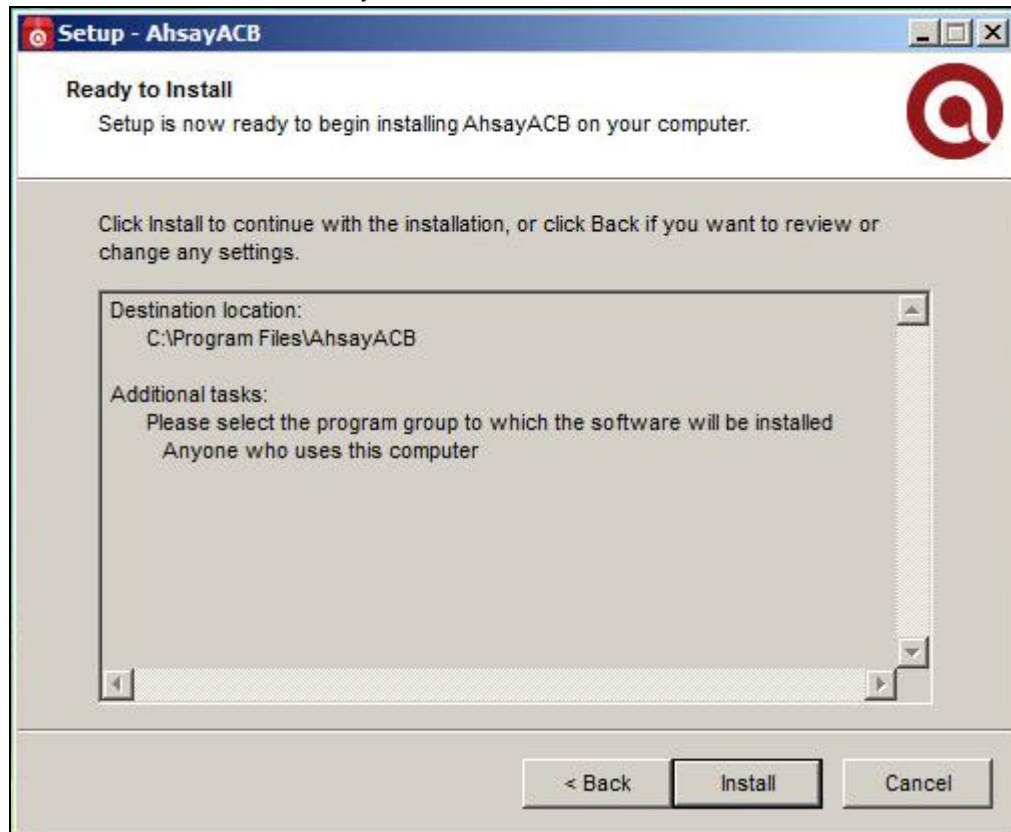 Setup - AhsayACB
Ready to Install
Setup is now ready to begin installing AhsayACB on your computer.
Click Install to continue with the installation, or click Back if you want to review or
change any settings.
Destination location:
C:\Program Files\AhsayACB
Additional tasks:
Please select the program group to which the software will be installed
Anyone who uses this computer
< Back Install Cancel